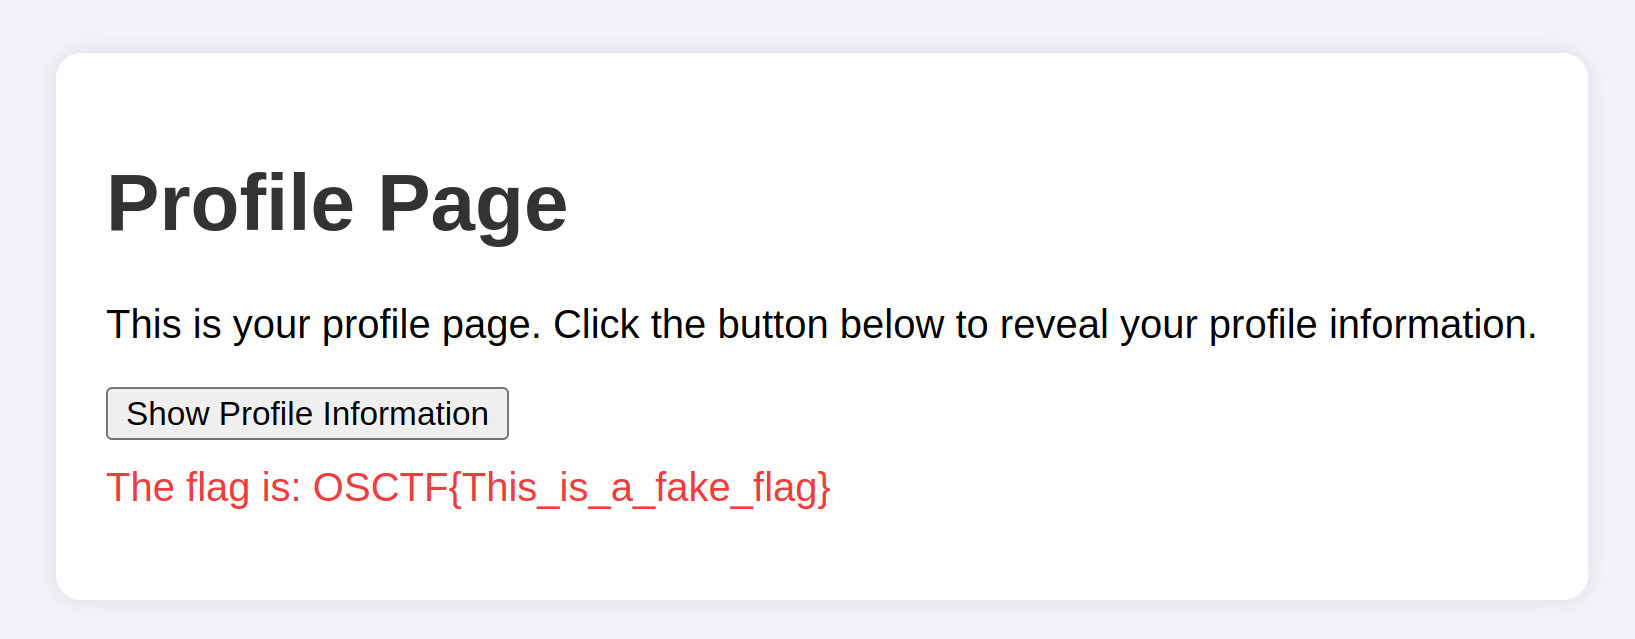 Profile Page
This is your profile page. Click the button below to reveal your profile information.
Show Profile Information
The flag is: OSCTF{This_is_a_fake_flag}